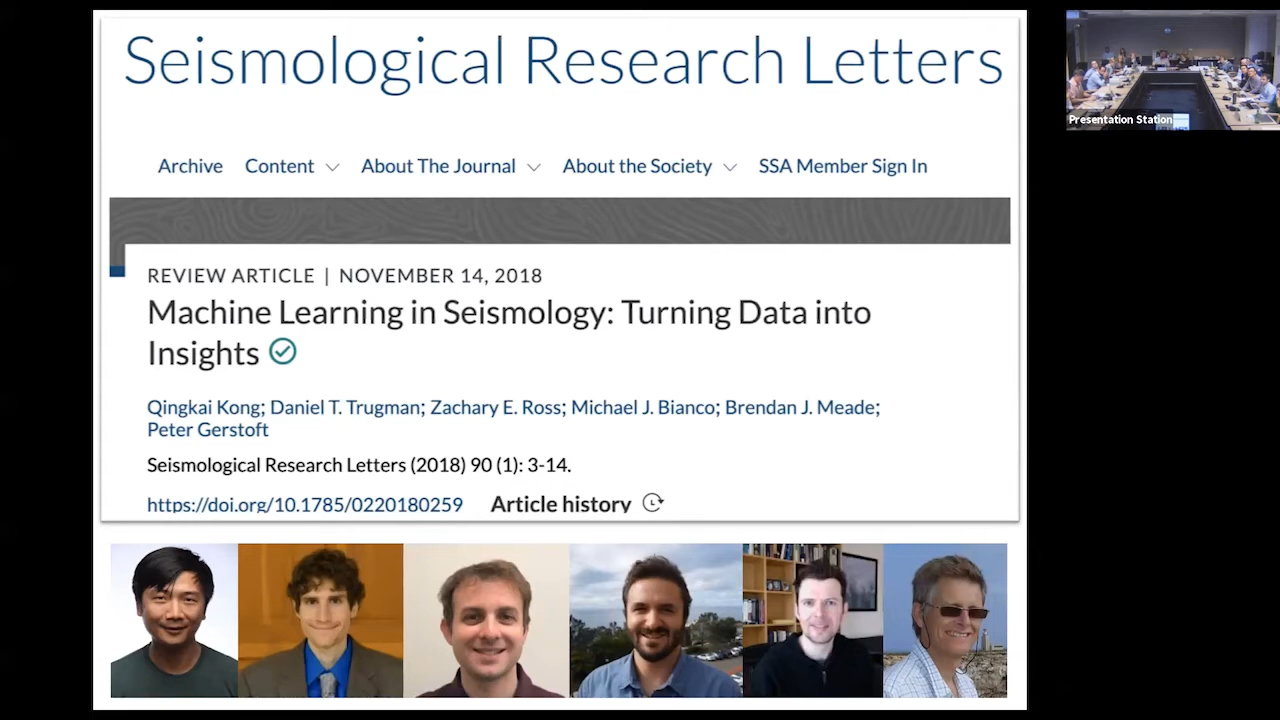 Seismological Research Letters
Archive Content About The Journal About the Society SSA Member Sign In
REVIEW ARTICLE | NOVEMBER 14, 2018
Machine Learning in Seismology: Turning Data into
Insights
Qingkai Kong; Daniel T. Trugman; Zachary E. Ross; Michael J. Bianco; Brendan J. Meade;
Peter Gerstoft
Seismological Research Letters (2018) 90 (1): 3-14.
https://doi.org/10.1785/0220180259 Article history
Presentation Station